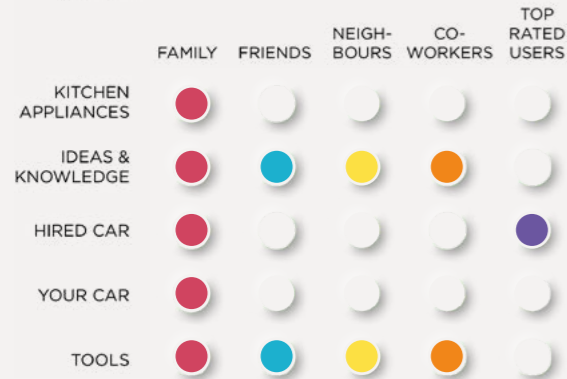 FAMILY
FRIENDS
NEIGH-
BOURS
CO-
WORKERS
TOP
RATED
USERS
KITCHEN
APPLIANCES
IDEAS &
KNOWLEDGE
HIRED CAR
YOUR CAR
TOOLS